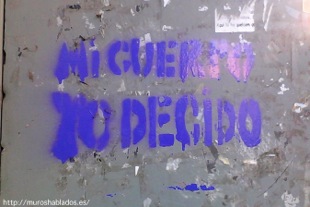 MI CUERPO
YO DECIDO
http://muroshablados.es/